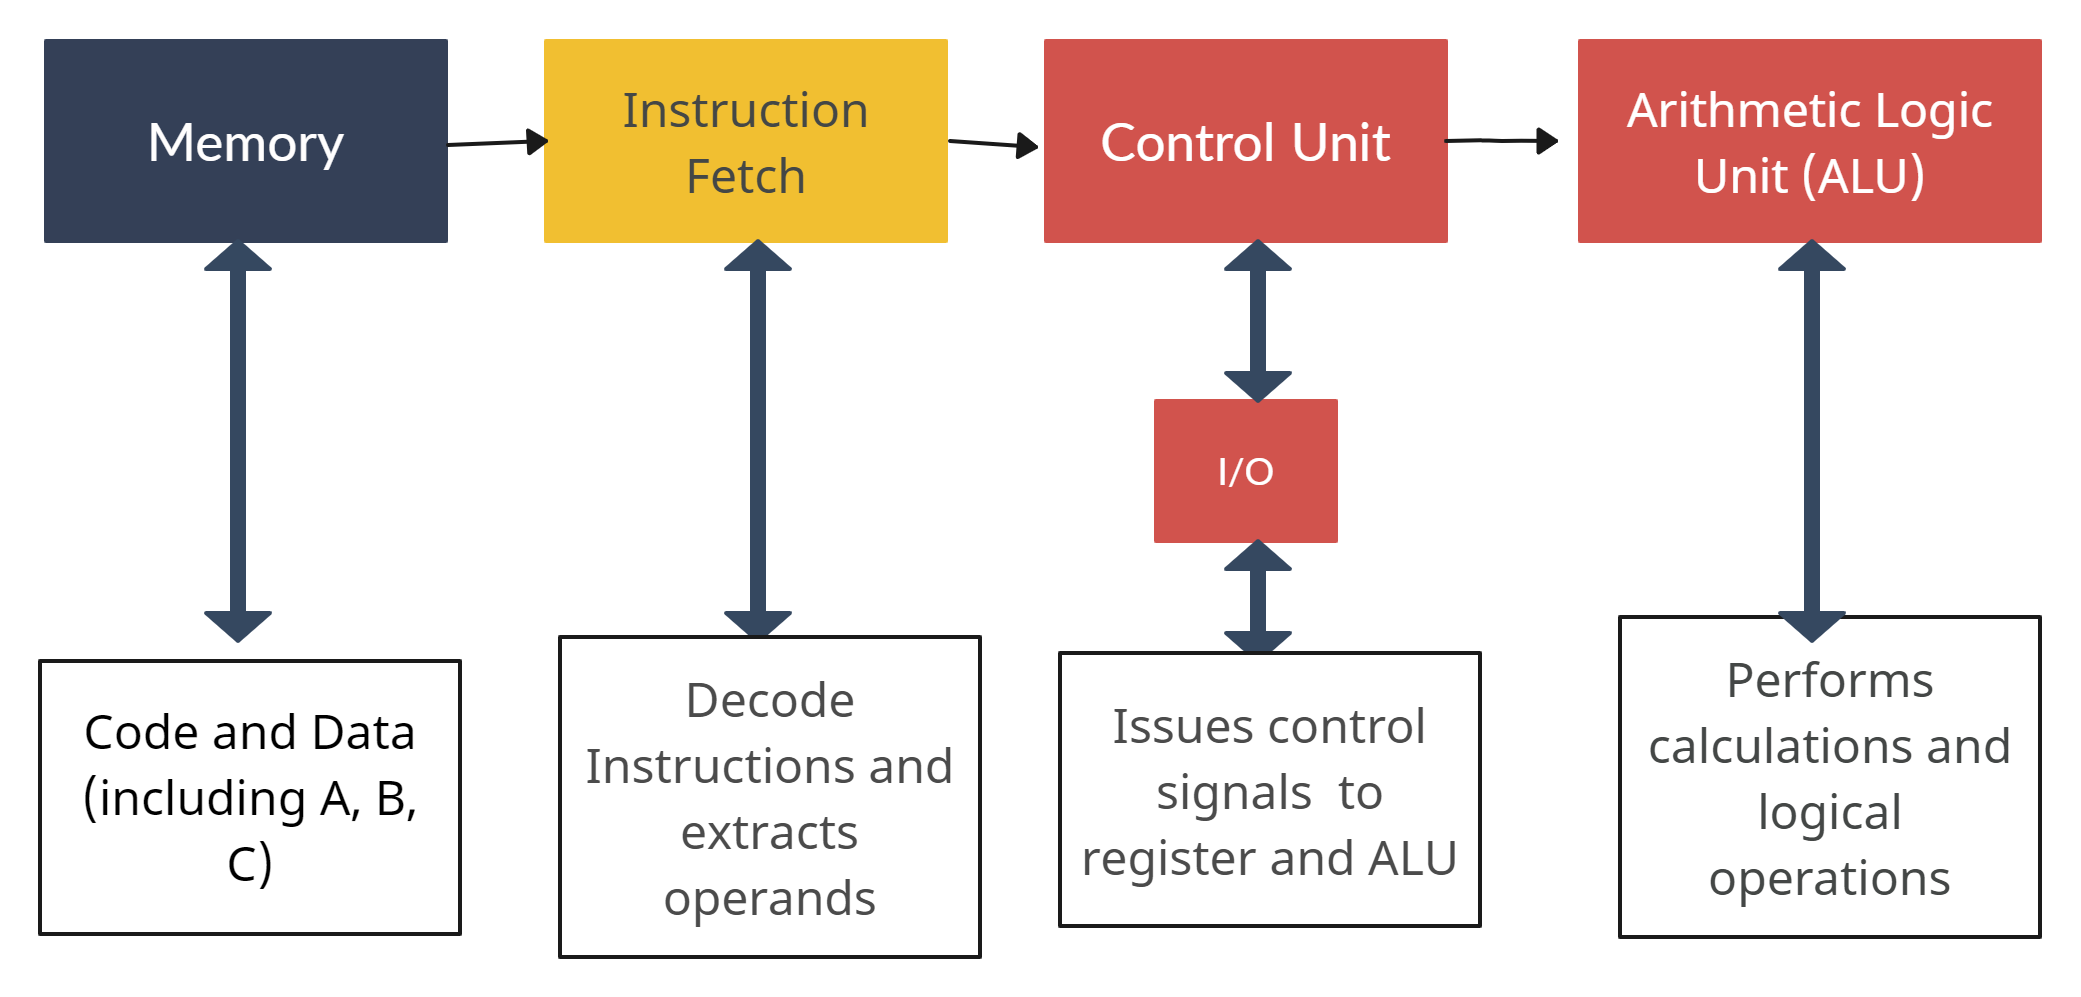 Memory
Instruction
Fetch
Control Unit
Arithmetic Logic
Unit (ALU)
I/O
Code and Data
(including A, B,
C)
Decode
Instructions and
extracts
operands
Issues control
signals  to
register and ALU
Performs
calculations and
logical
operations